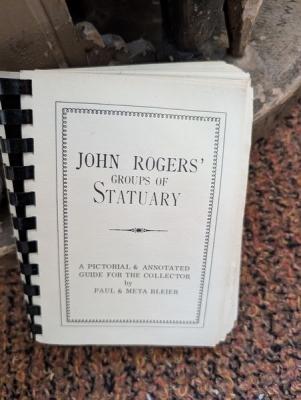 JOHN ROGERS'
GROUPS OF
STATUARY
A PICTORIAL & ANNOTATED
GUIDE FOR THE COLLECTOR
by
PAUL & META BLEIER